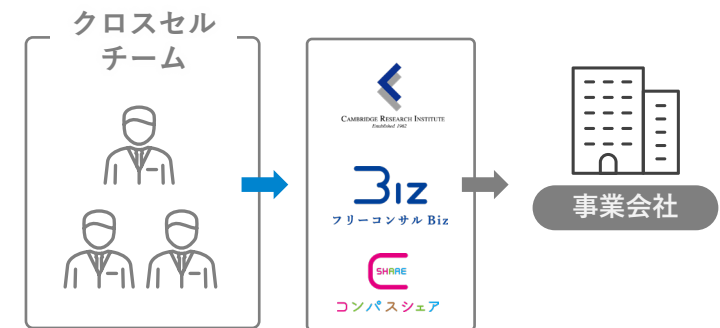 クロスセル
チーム
CAMBRIDGE RESEARCH INSTITUTE
Established 1962
Biz
フリーコンサル Biz
SHARE
コンパスシェア
事業会社